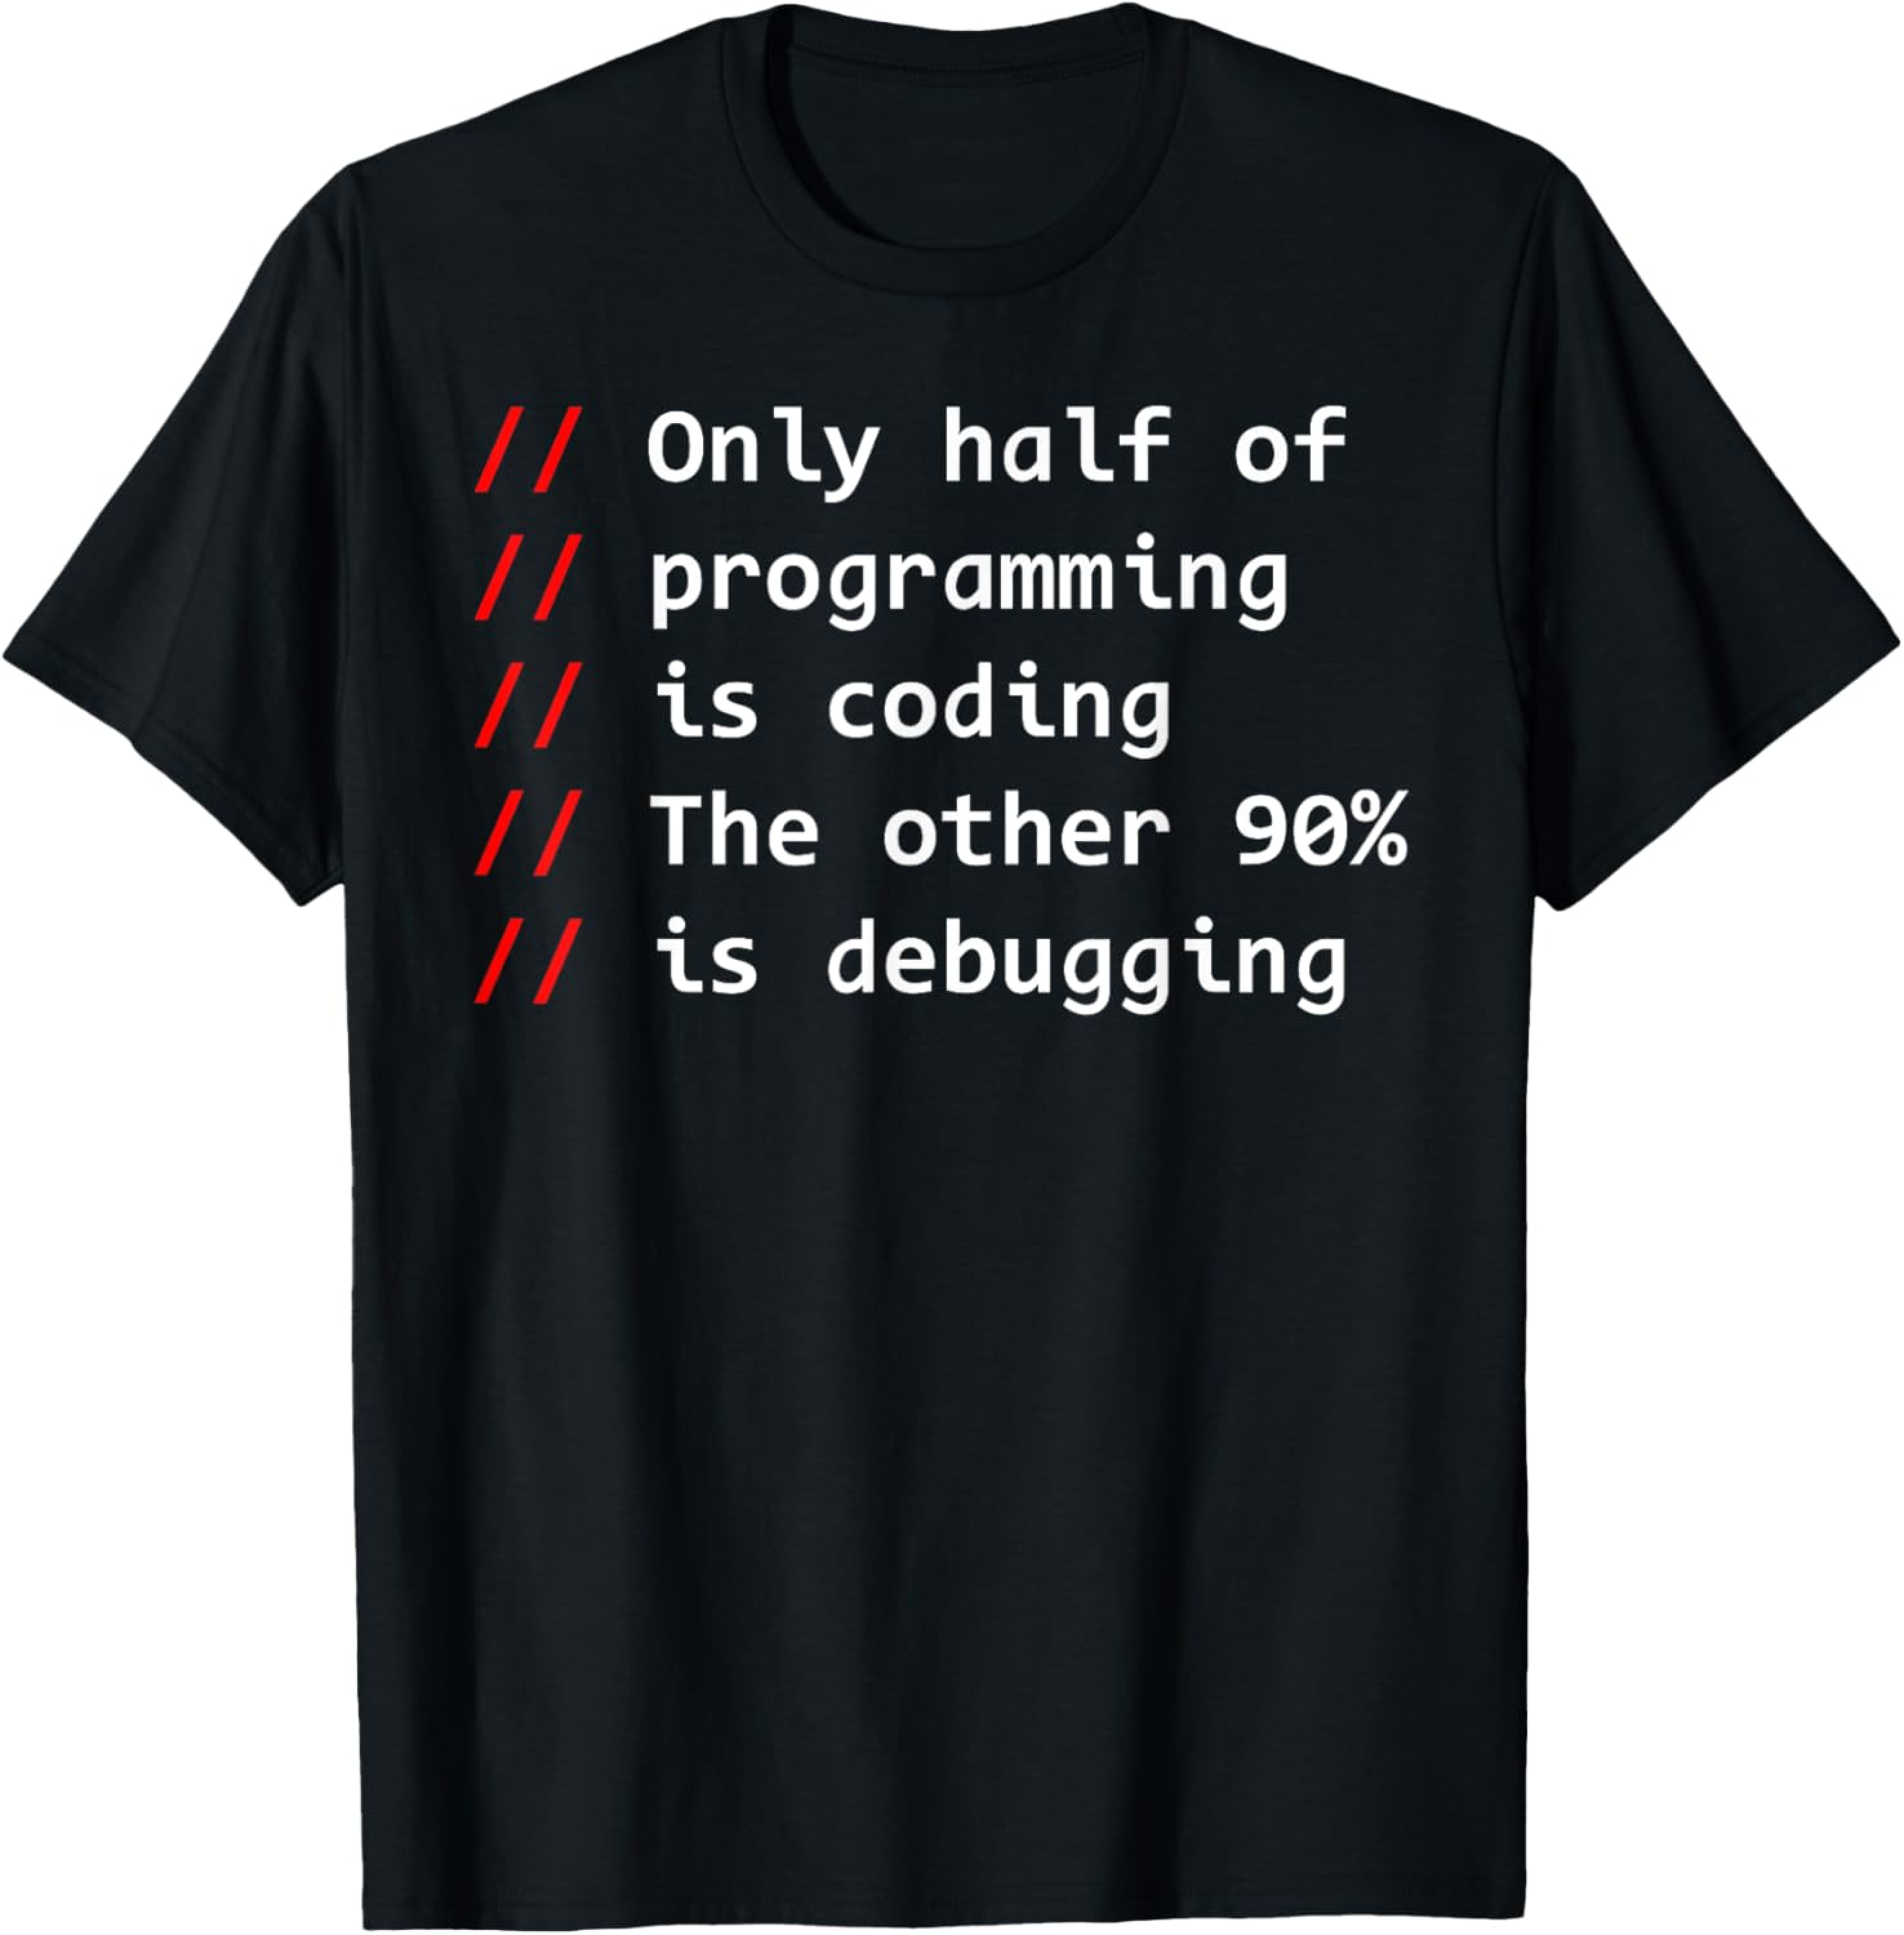 // Only half of
// programming
// is coding
// The other 90%
// is debugging